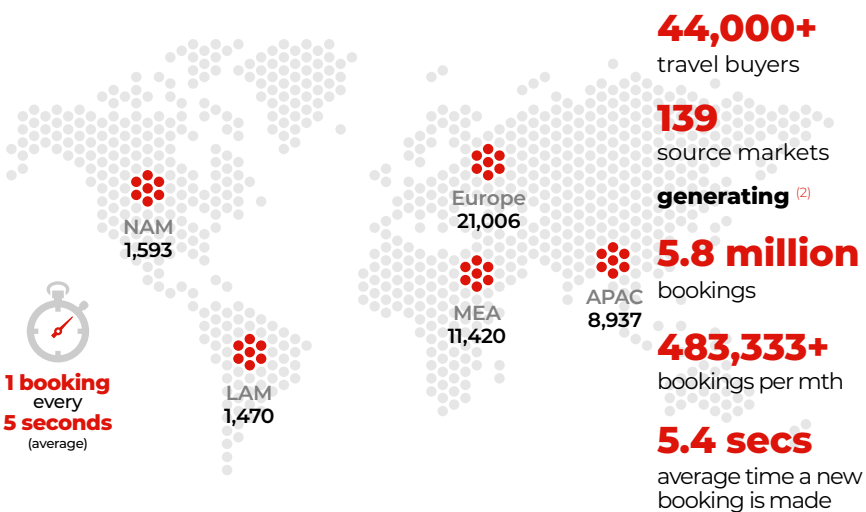 NAM
1,593
LAM
1,470
Europe
21,006
MEA
11,420
APAC
8,937
1 booking
every
5 seconds
(average)
44,000+
travel buyers
139
source markets
generating (2)
5.8 million
bookings
483,333+
bookings per mth
5.4 secs
average time a new
booking is made